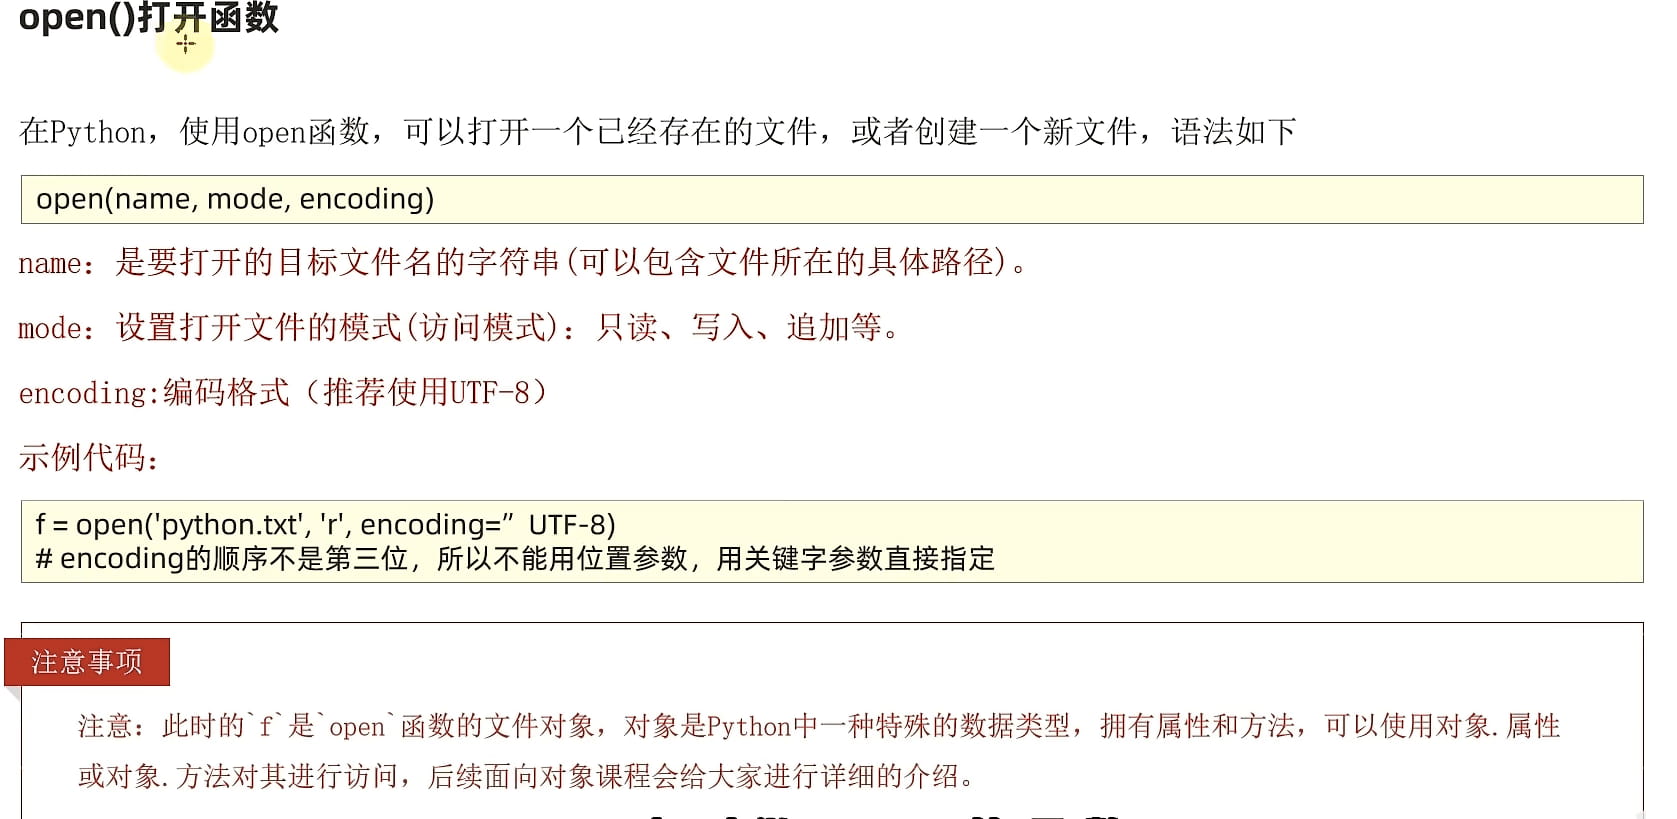 open()打开函数
在Python，使用open函数，可以打开一个已经存在的文件，或者创建一个新文件，语法如下
open(name, mode, encoding)
name：是要打开的目标文件名的字符串(可以包含文件所在的具体路径)。
mode：设置打开文件的模式(访问模式)：只读、写入、追加等。
encoding:编码格式（推荐使用UTF-8）
示例代码：
f = open('python.txt', 'r', encoding=”UTF-8)
# encoding的顺序不是第三位，所以不能用位置参数，用关键字参数直接指定
注意事项
注意：此时的`f`是`open`函数的文件对象，对象是Python中一种特殊的数据类型，拥有属性和方法，可以使用对象.属性
或对象.方法对其进行访问，后续面向对象课程会给大家进行详细的介绍。